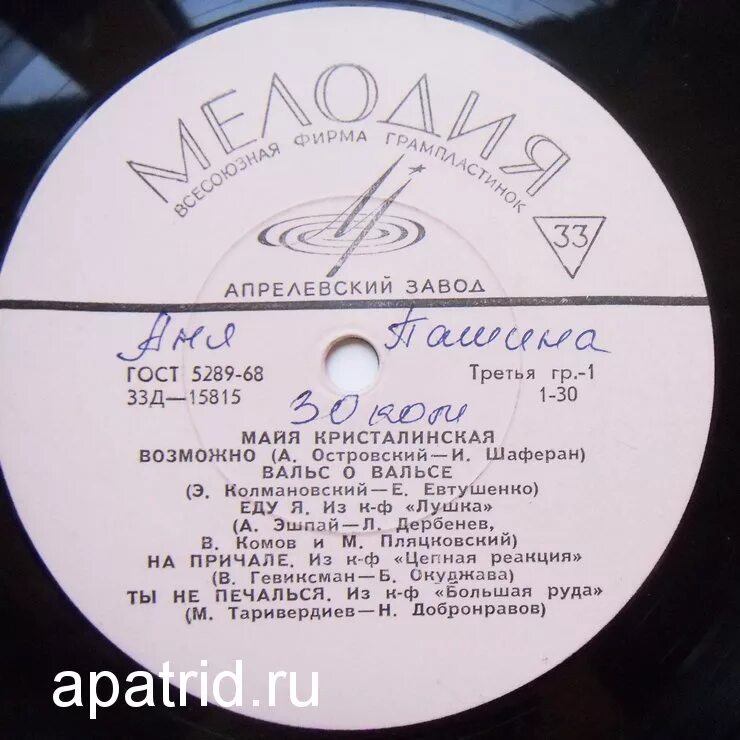 МЕЛОДИЯ
ВСЕСОЮЗНАЯ ФИРМА ГРАМПЛАСТИНОК
33
АПРЕЛЕВСКИЙ ЗАВОД
Аня Пашина
ГОСТ 5289-68 Третья гр.-1
33Д—15815 1-30
30 коп
МАЙЯ КРИСТАЛИНСКАЯ
ВОЗМОЖНО (А. Островский—И. Шаферан)
ВАЛЬС О ВАЛЬСЕ
(Э. Колмановский—Е. Евтушенко)
ЕДУ Я. Из к-ф «Лушка»
(А. Эшпай—Л. Дербенев,
В. Комов и М. Пляцковский)
НА ПРИЧАЛЕ. Из к-ф «Цепная реакция»
(В. Гевиксман—Б. Окуджава)
ТЫ НЕ ПЕЧАЛЬСЯ. Из к-ф «Большая руда»
(М. Таривердиев—Н. Добронравов)
apatrid.ru